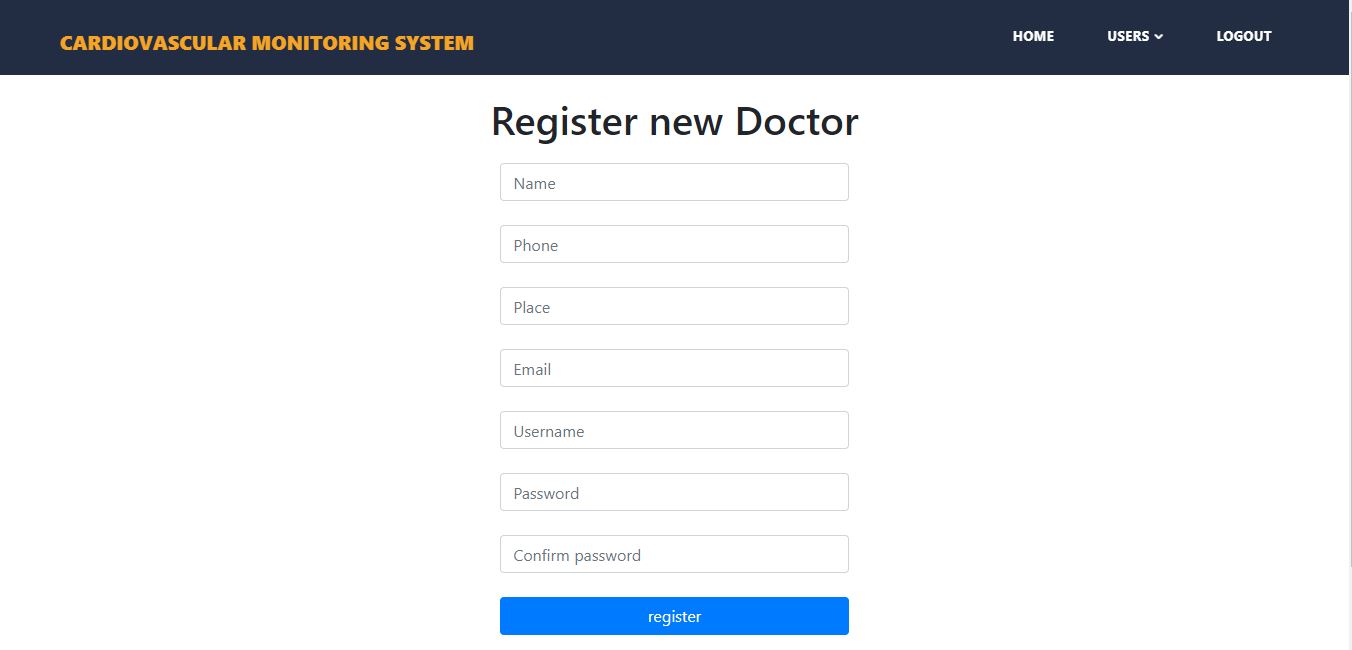 CARDIOVASCULAR MONITORING SYSTEM
HOME USERS LOGOUT
Register new Doctor
Name
Phone
Place
Email
Username
Password
Confirm password
register